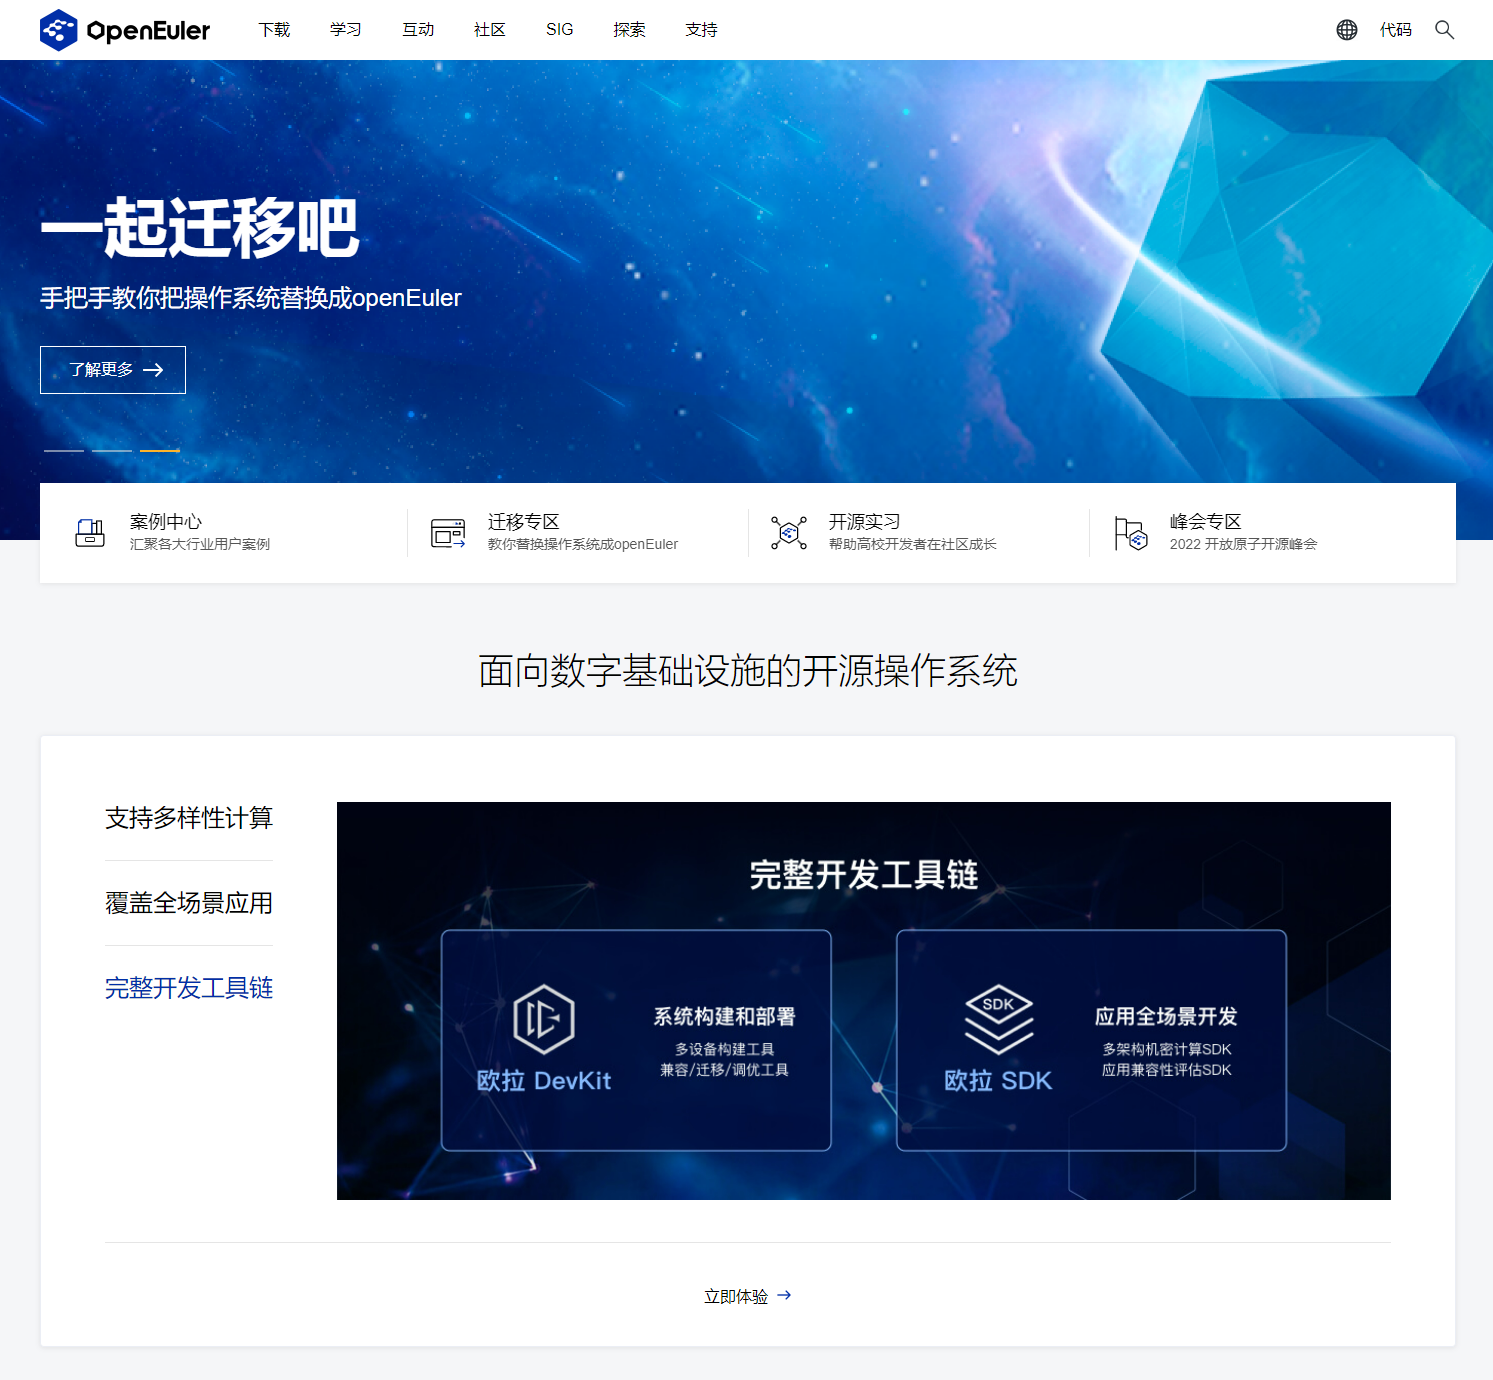 OpenEuler 下载 学习 互动 社区 SIG 探索 支持 代码
一起迁移吧
手把手教你把操作系统替换成openEuler
了解更多
案例中心
汇聚各大行业用户案例
迁移专区
教你替换操作系统成openEuler
开源实习
帮助高校开发者在社区成长
峰会专区
2022 开放原子开源峰会
面向数字基础设施的开源操作系统
支持多样性计算
覆盖全场景应用
完整开发工具链
完整开发工具链
欧拉 DevKit
系统构建和部署
多设备构建工具
兼容/迁移/调优工具
SDK
欧拉 SDK
应用全场景开发
多架构机密计算SDK
应用兼容性评估SDK
立即体验